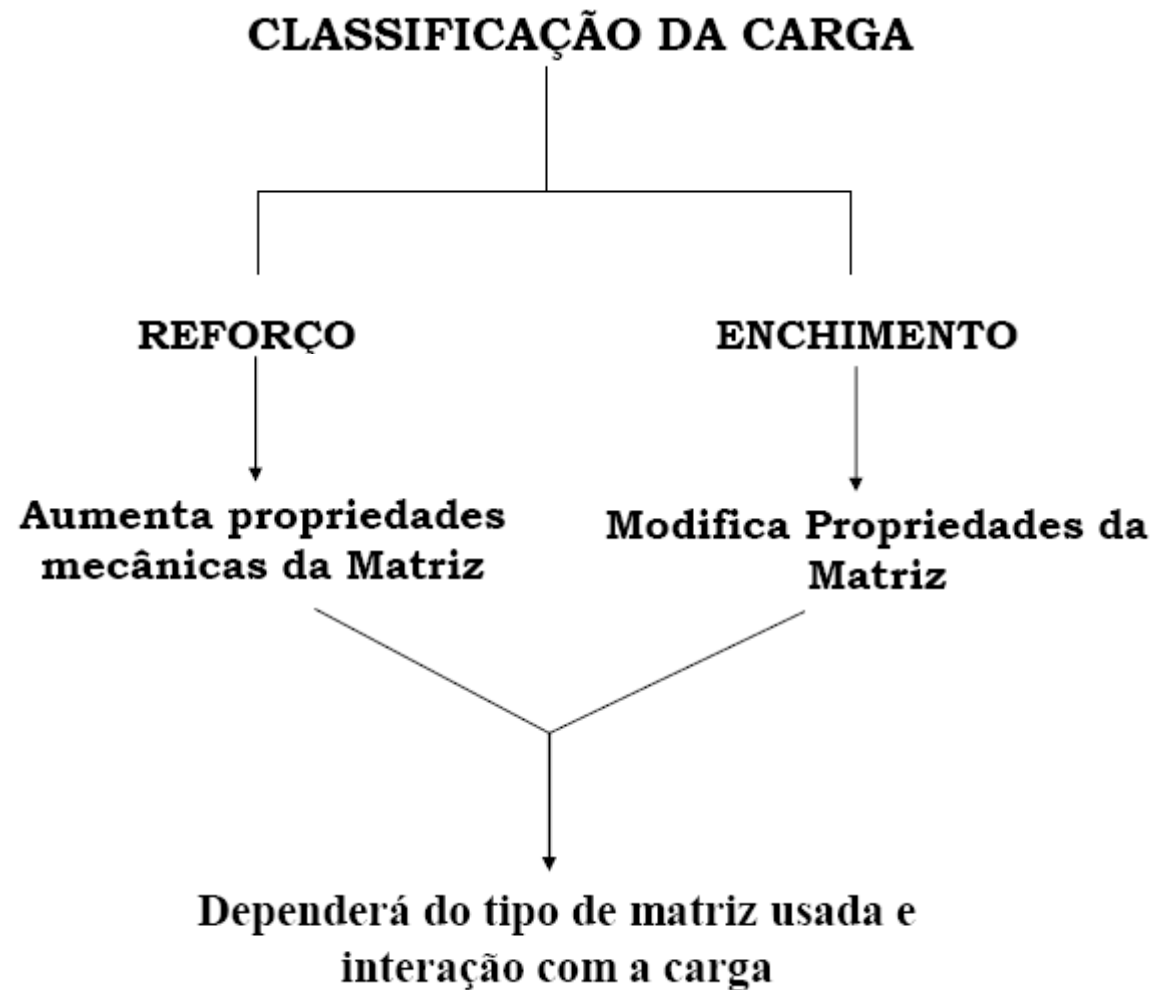 CLASSIFICAÇÃO DA CARGA
REFORÇO
ENCHIMENTO
Aumenta propriedades
mecânicas da Matriz
Modifica Propriedades da
Matriz
Dependerá do tipo de matriz usada e
interação com a carga